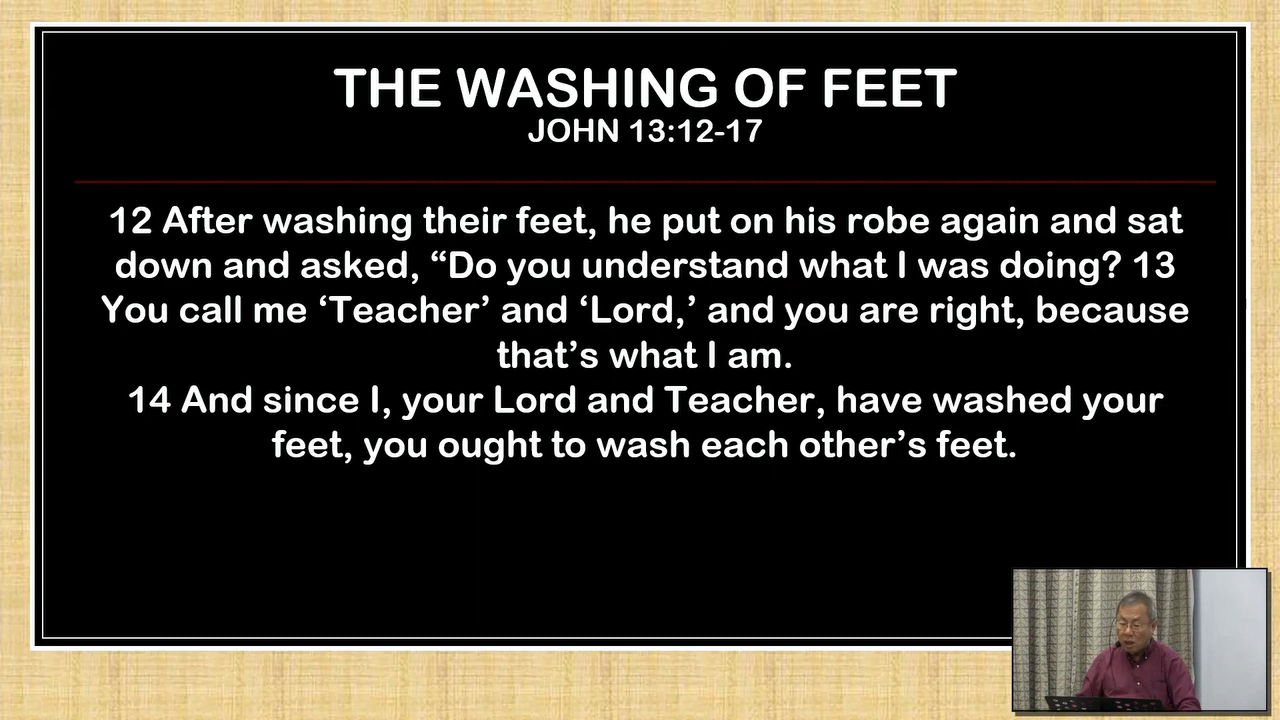 THE WASHING OF FEET
JOHN 13:12-17
12 After washing their feet, he put on his robe again and sat
down and asked, “Do you understand what I was doing? 13
You call me ‘Teacher’ and ‘Lord,’ and you are right, because
that’s what I am.
14 And since I, your Lord and Teacher, have washed your
feet, you ought to wash each other’s feet.